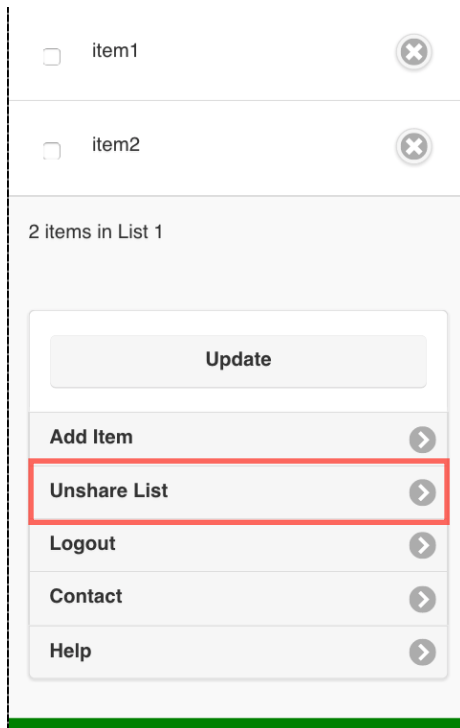 item1
item2
2 items in List 1
Update
Add Item
Unshare List
Logout
Contact
Help